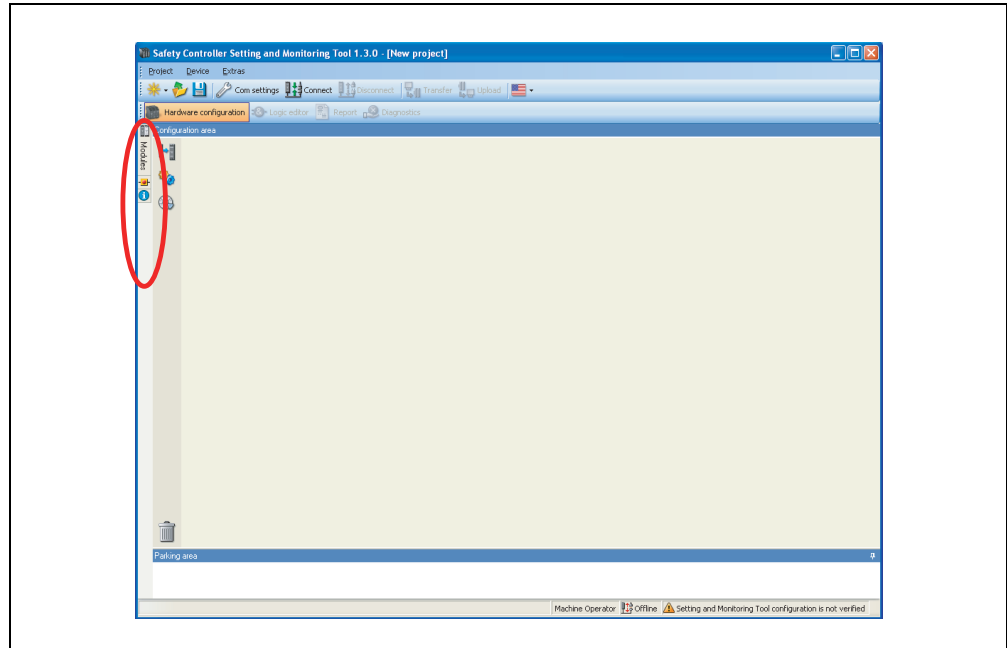 Safety Controller Setting and Monitoring Tool 1.3.0 - [New project]
Project Device Extras
Com settings Connect Disconnect Transfer Upload
Hardware configuration Logic editor Report Diagnostics
Configuration area
Modules
Parking area
Machine Operator Offline Setting and Monitoring Tool configuration is not verified